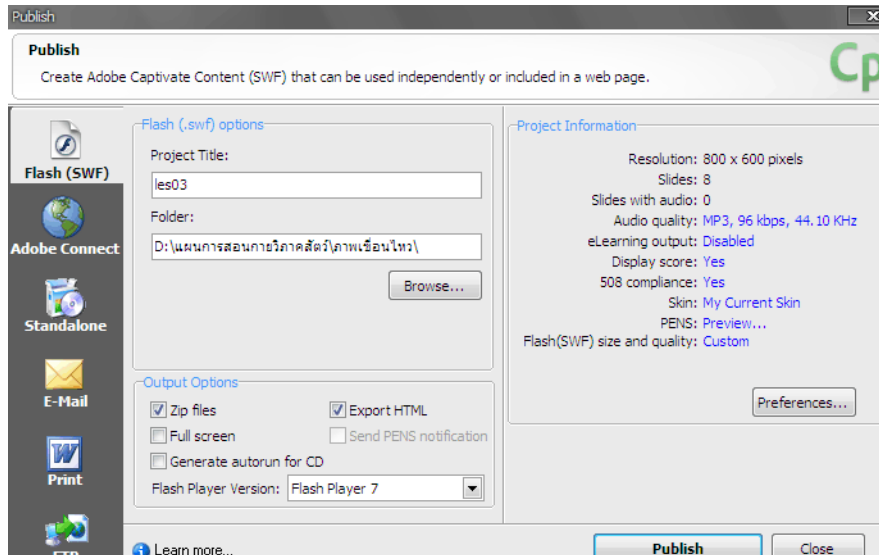 Publish
Publish
Create Adobe Captivate Content (SWF) that can be used independently or included in a web page.
Cp
Flash (SWF)
Adobe Connect
Standalone
E-Mail
Print
FTP
Flash (.swf) options
Project Title:
les03
Folder:
D:\แผนการสอนกายวิภาคสัตว์\ภาพเขื่อนไทว\
Browse...
Output Options
Zip files
Export HTML
Full screen
Send PENS notification
Generate autorun for CD
Flash Player Version: Flash Player 7
Project Information
Resolution: 800 x 600 pixels
Slides: 8
Slides with audio: 0
Audio quality: MP3, 96 kbps, 44.10 KHz
eLearning output: Disabled
Display score: Yes
508 compliance: Yes
Skin: My Current Skin
PENS: Preview...
Flash(SWF) size and quality: Custom
Preferences...
Learn more...
Publish
Close